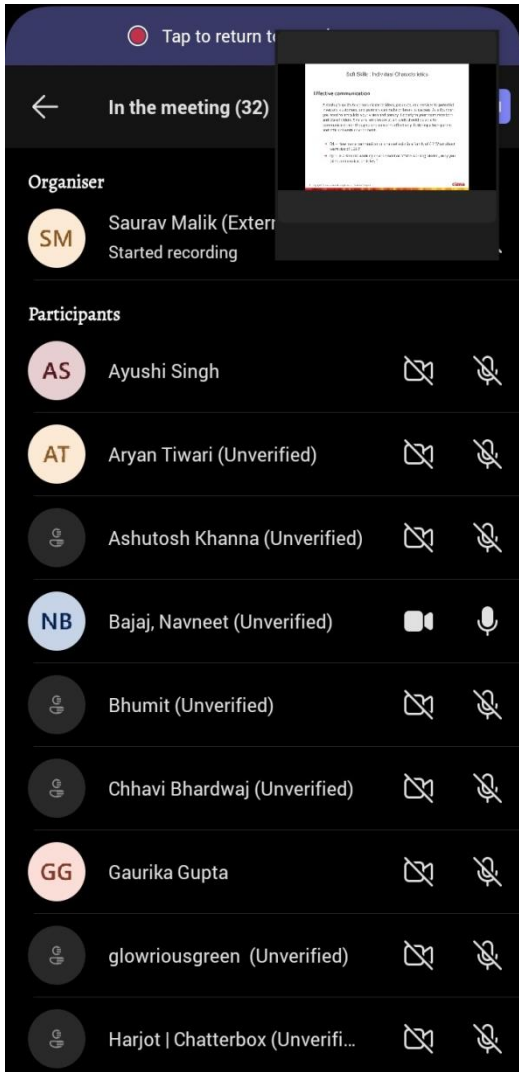 Tap to return to
In the meeting (32)
Soft Skills : Individual Characteristics
Effective communication
Organiser
SM
Saurav Malik (Extern
Started recording
Participants
AS
Ayushi Singh
AT
Aryan Tiwari (Unverified)
Ashutosh Khanna (Unverified)
NB
Bajaj, Navneet (Unverified)
Bhumit (Unverified)
Chhavi Bhardwaj (Unverified)
GG
Gaurika Gupta
glowriousgreen (Unverified)
Harjot | Chatterbox (Unverifi...